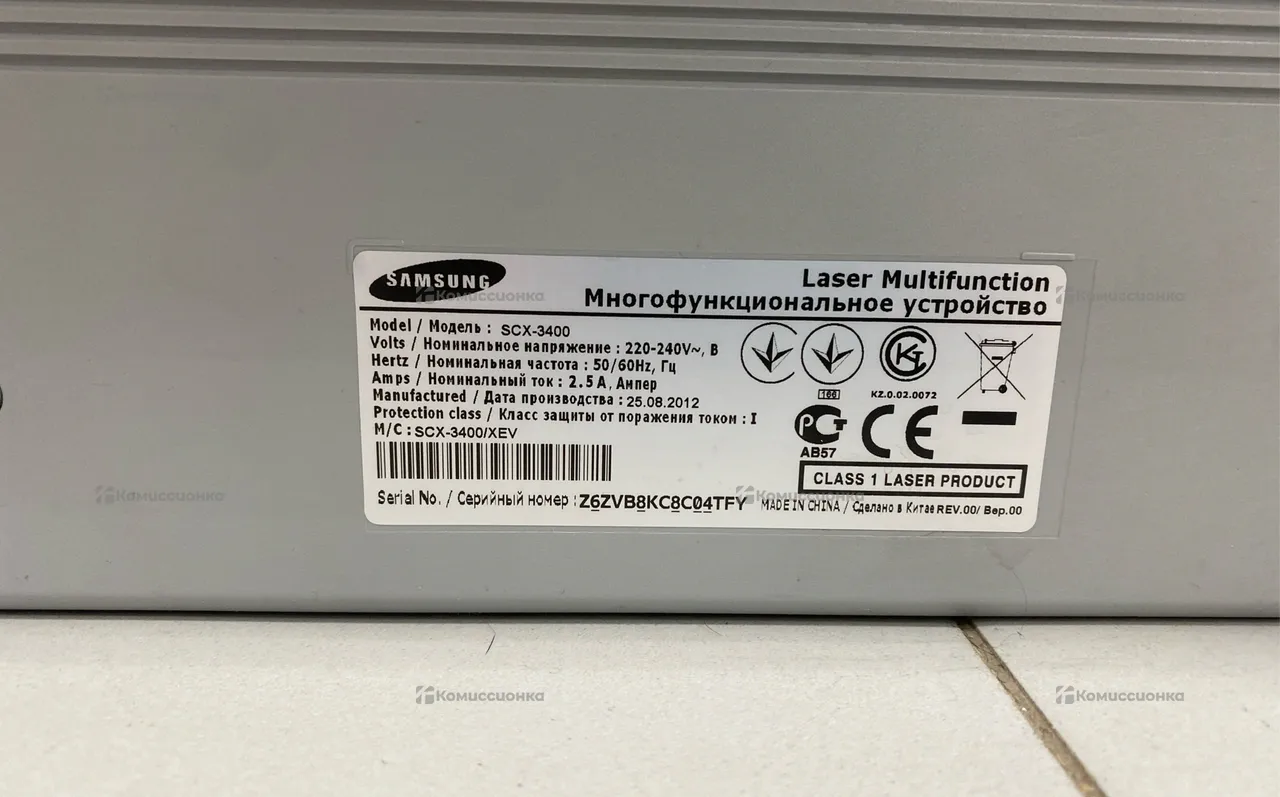 SAMSUNG
Laser Multifunction
Многофункциональное устройство
Model / Модель : SCX-3400
Volts / Номинальное напряжение : 220-240V~, В
Hertz / Номинальная частота : 50/60Hz, Гц
Amps / Номинальный ток : 2.5 A, Ампер
Manufactured / Дата производства : 25.08.2012
Protection class / Класс защиты от поражения током : I
M/C : SCX-3400/XEV
166
KZ.0.02.0072
РСТ
АВ57
CE
CLASS 1 LASER PRODUCT
Serial No. / Серийный номер : Z6ZVB8KC8C04TFY
MADE IN CHINA / Сделано в Китае REV.00/ Вер.00
Комиссионка
Комиссионка
Комиссионка
Комиссионка
Комиссионка
Комиссионка